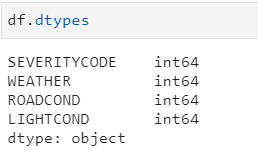 df.dtypes
SEVERITYCODE    int64
WEATHER         int64
ROADCOND        int64
LIGHTCOND       int64
dtype: object